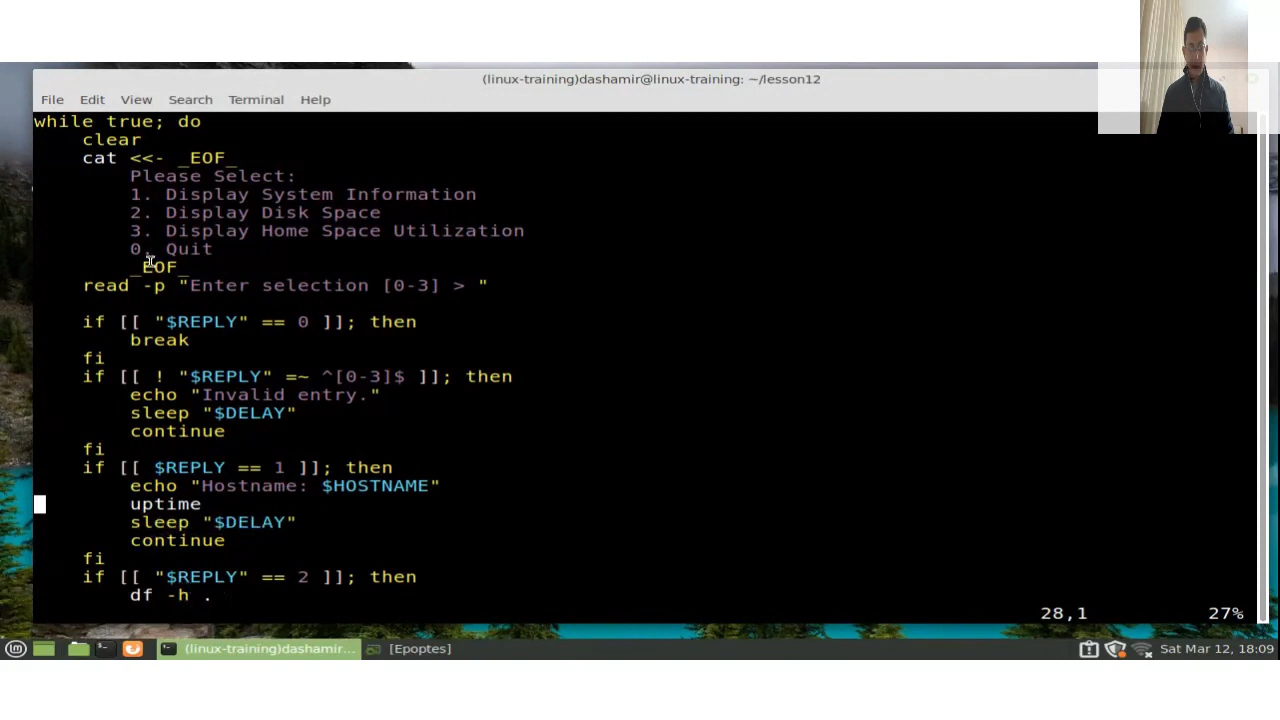 (linux-training)dashamir@linux-training: ~/lesson12
File Edit View Search Terminal Help
while true; do
    clear
    cat <<- _EOF_
        Please Select:
        1. Display System Information
        2. Display Disk Space
        3. Display Home Space Utilization
        0. Quit
        _EOF_
    read -p "Enter selection [0-3] > "

    if [[ "$REPLY" == 0 ]]; then
        break
    fi
    if [[ ! "$REPLY" =~ ^[0-3]$ ]]; then
        echo "Invalid entry."
        sleep "$DELAY"
        continue
    fi
    if [[ $REPLY == 1 ]]; then
        echo "Hostname: $HOSTNAME"
        uptime
        sleep "$DELAY"
        continue
    fi
    if [[ "$REPLY" == 2 ]]; then
        df -h .
28,1 27%
(linux-training)dashamir... [Epoptes] Sat Mar 12, 18:09